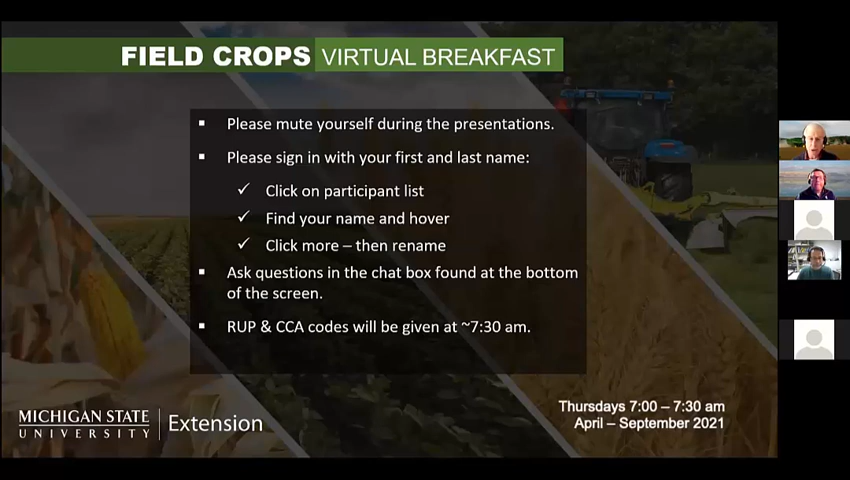 FIELD CROPS VIRTUAL BREAKFAST
Please mute yourself during the presentations.
Please sign in with your first and last name:
Click on participant list
Find your name and hover
Click more – then rename
Ask questions in the chat box found at the bottom
of the screen.
RUP & CCA codes will be given at ~7:30 am.
MICHIGAN STATE
UNIVERSITY
Extension
Thursdays 7:00 – 7:30 am
April – September 2021